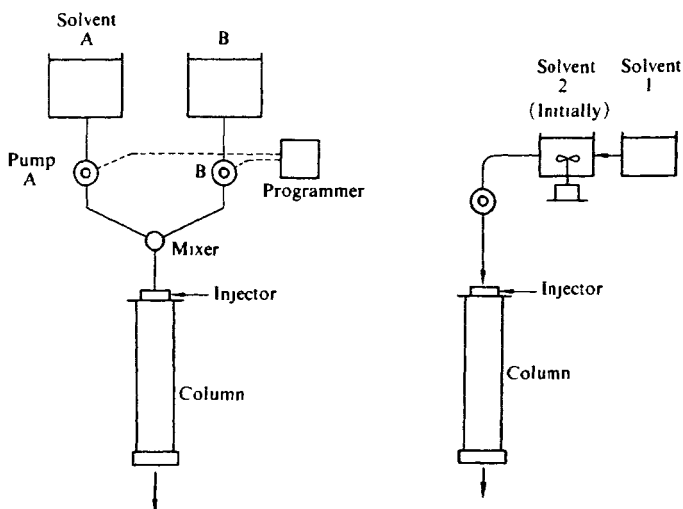 Solvent
A
B
Pump
A
B
Programmer
Mixer
Injector
Column
Solvent
2
(Initially)
Solvent
1
Injector
Column